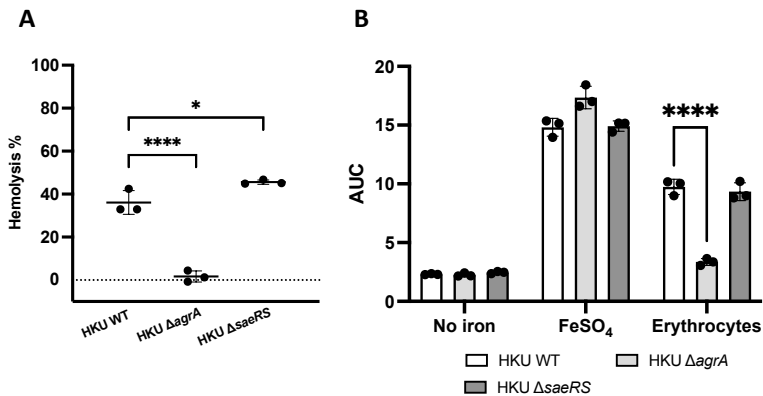 A
100
80
60
40
20
0
Hemolysis %
*
****
HKU WT
HKU ΔagrA
HKU ΔsaeRS
B
20
15
10
5
0
AUC
****
No iron
FeSO₄
Erythrocytes
HKU WT
HKU ΔagrA
HKU ΔsaeRS